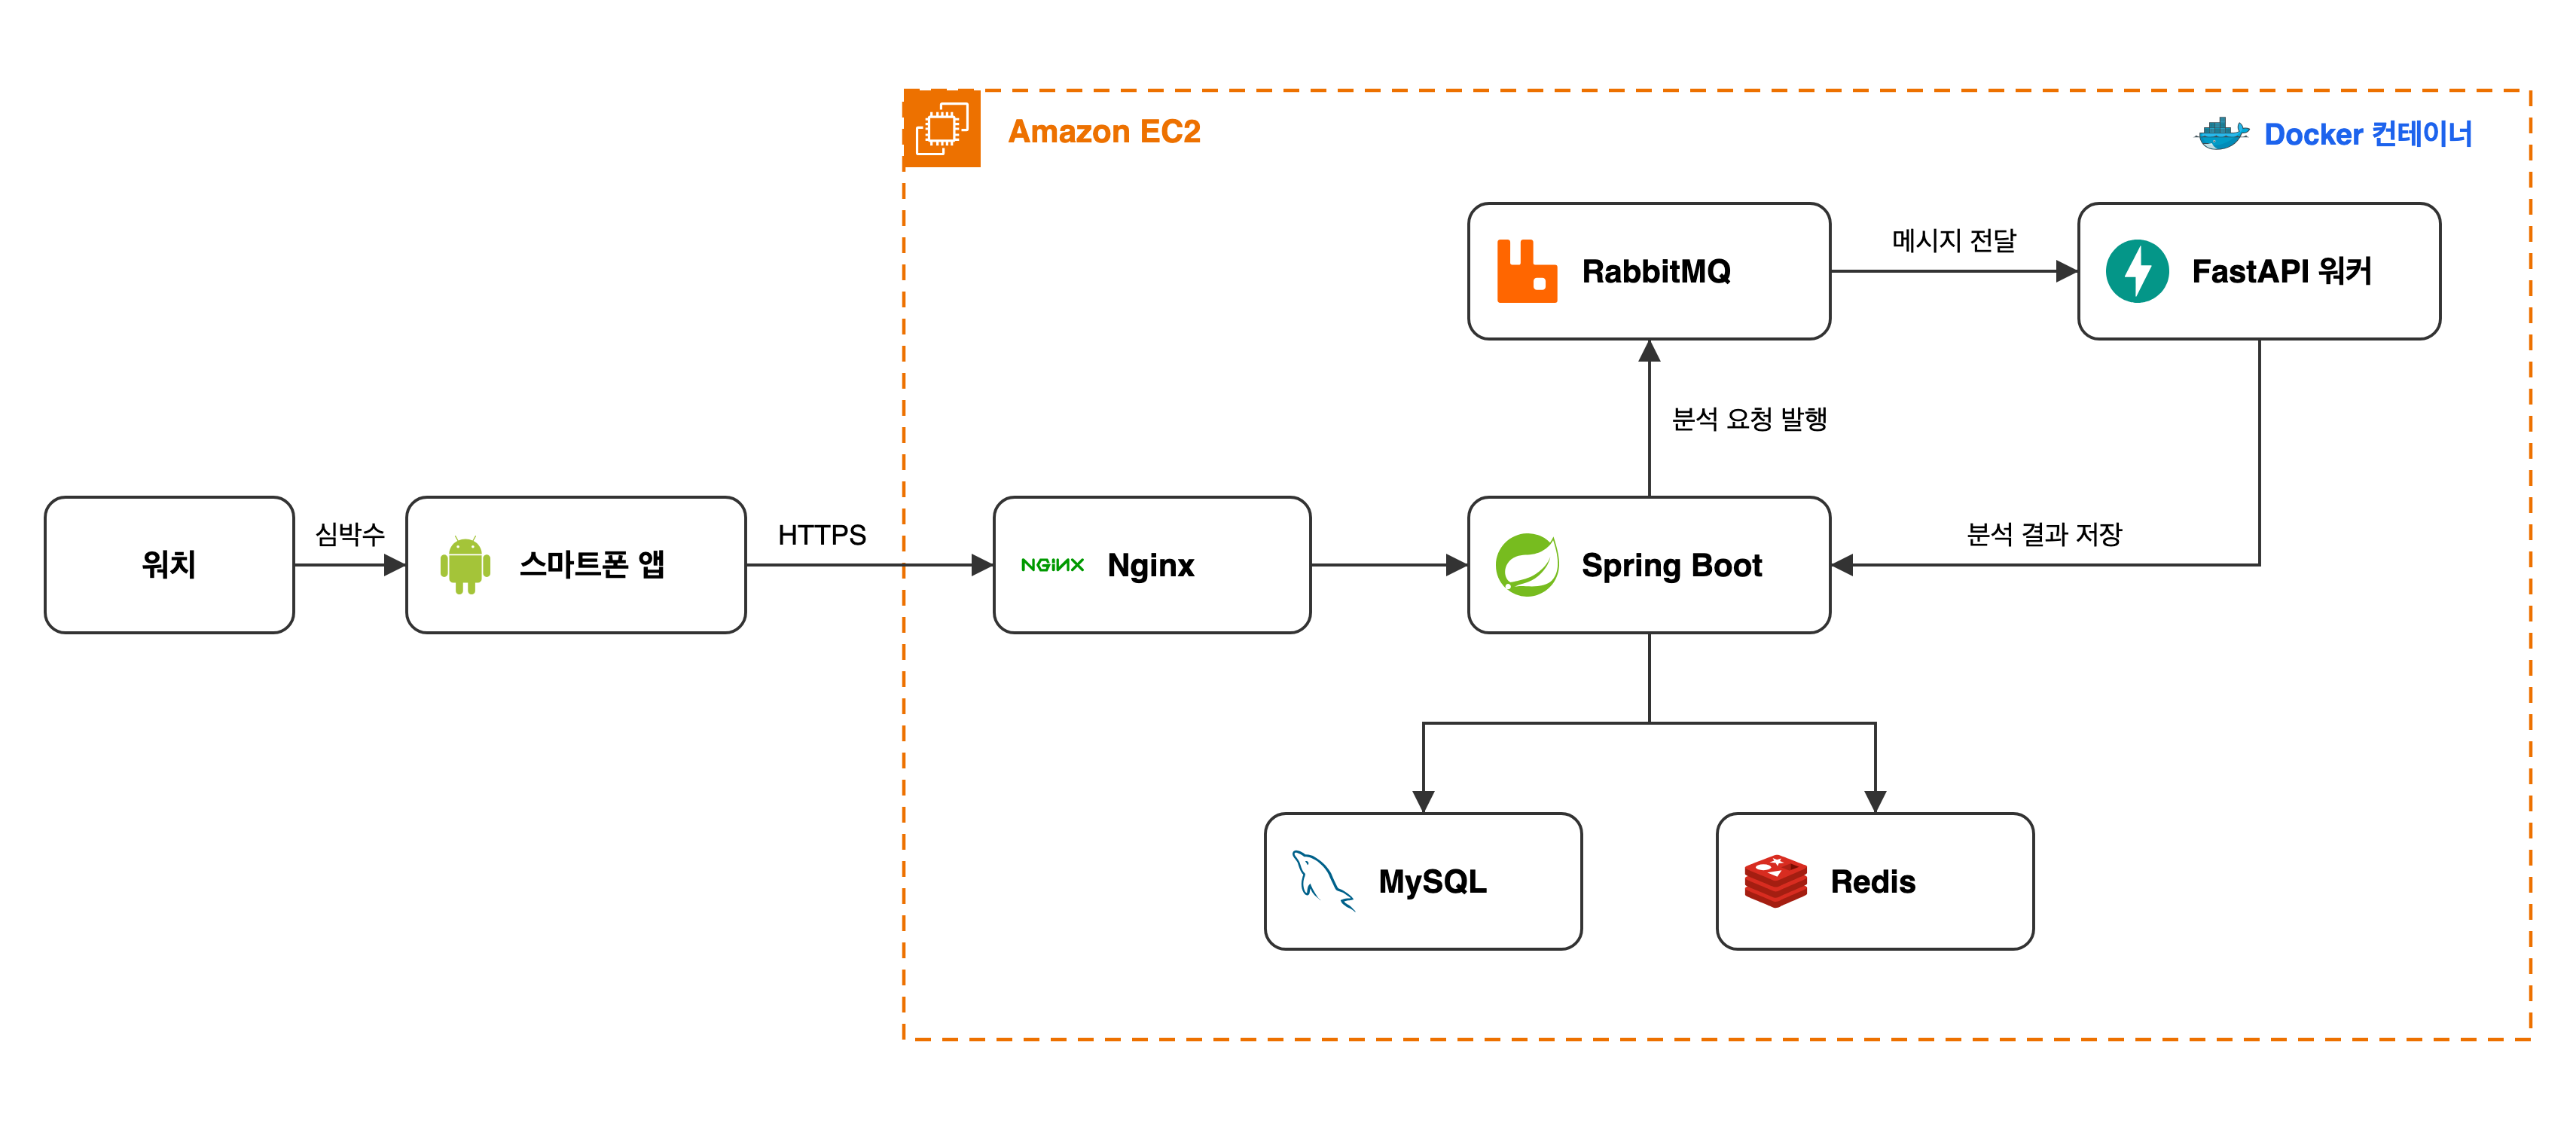 Amazon EC2
Docker 컨테이너
RabbitMQ
메시지 전달
FastAPI 워커
분석 요청 발행
워치
심박수
스마트폰 앱
HTTPS
NGINX
Nginx
Spring Boot
분석 결과 저장
MySQL
Redis